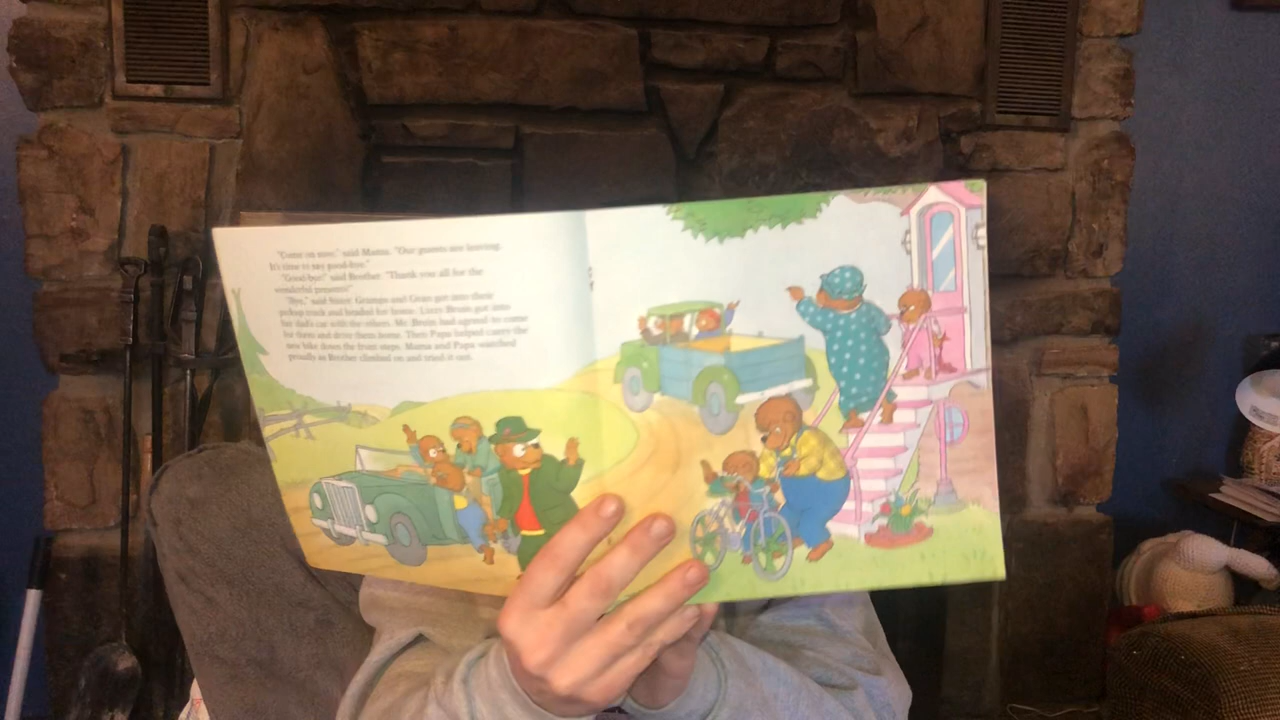 "Come on now," said Mama. "Our guests are leaving.
It's time to say good-bye."
"Good-bye!" said Brother. "Thank you all for the
wonderful presents!"
"Bye," said Sister. Gramps and Gran got into their
pickup truck and headed for home. Lizzy Bruin got into
her dad's car with the others. Mr. Bruin had agreed to come
for them and drive them home. Then Papa helped carry the
new bike down the front steps. Mama and Papa watched
proudly as Brother climbed on and tried it out.